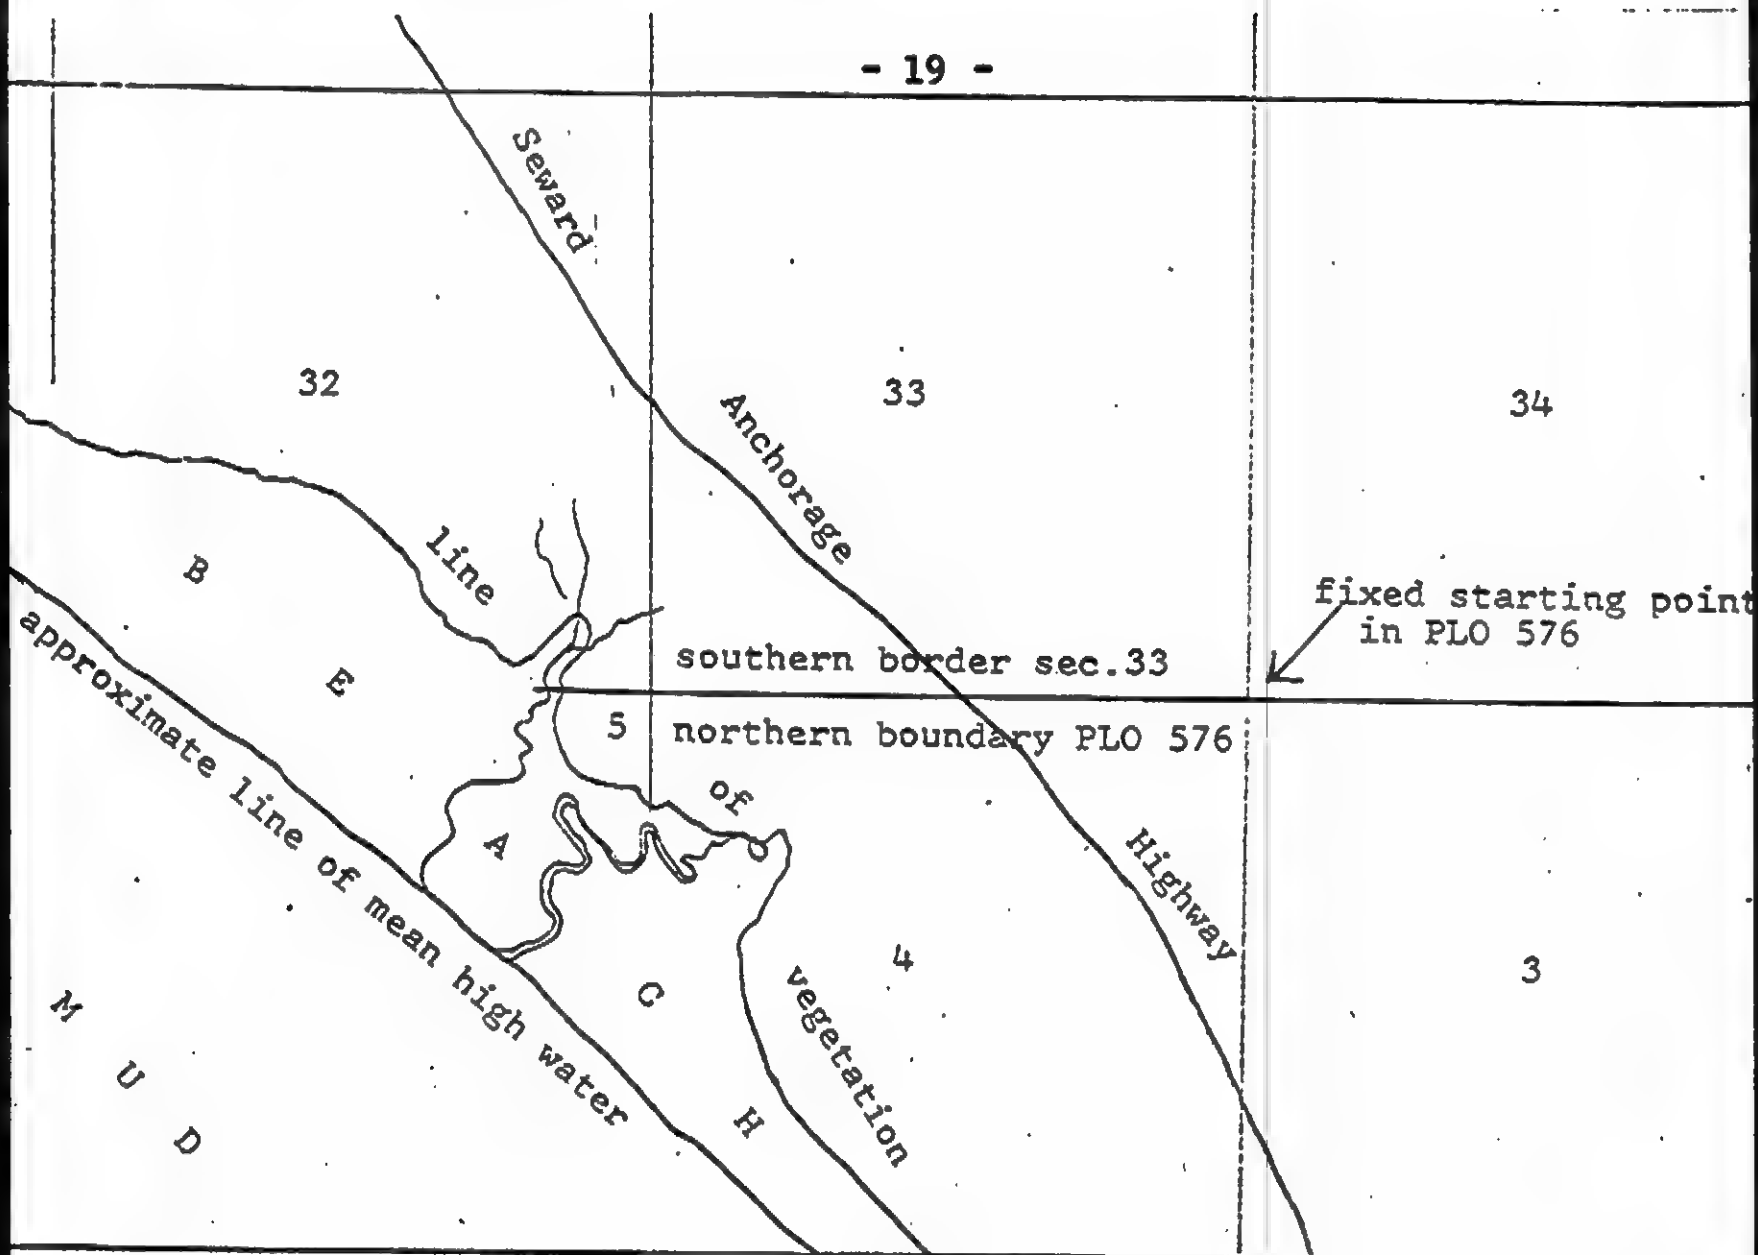 - 19 -
Seward
Anchorage
Highway
32
33
34
line
of
vegetation
fixed starting point
in PLO 576
southern border sec.33
northern boundary PLO 576
5
4
3
B E A C H
approximate line of mean high water
M U D